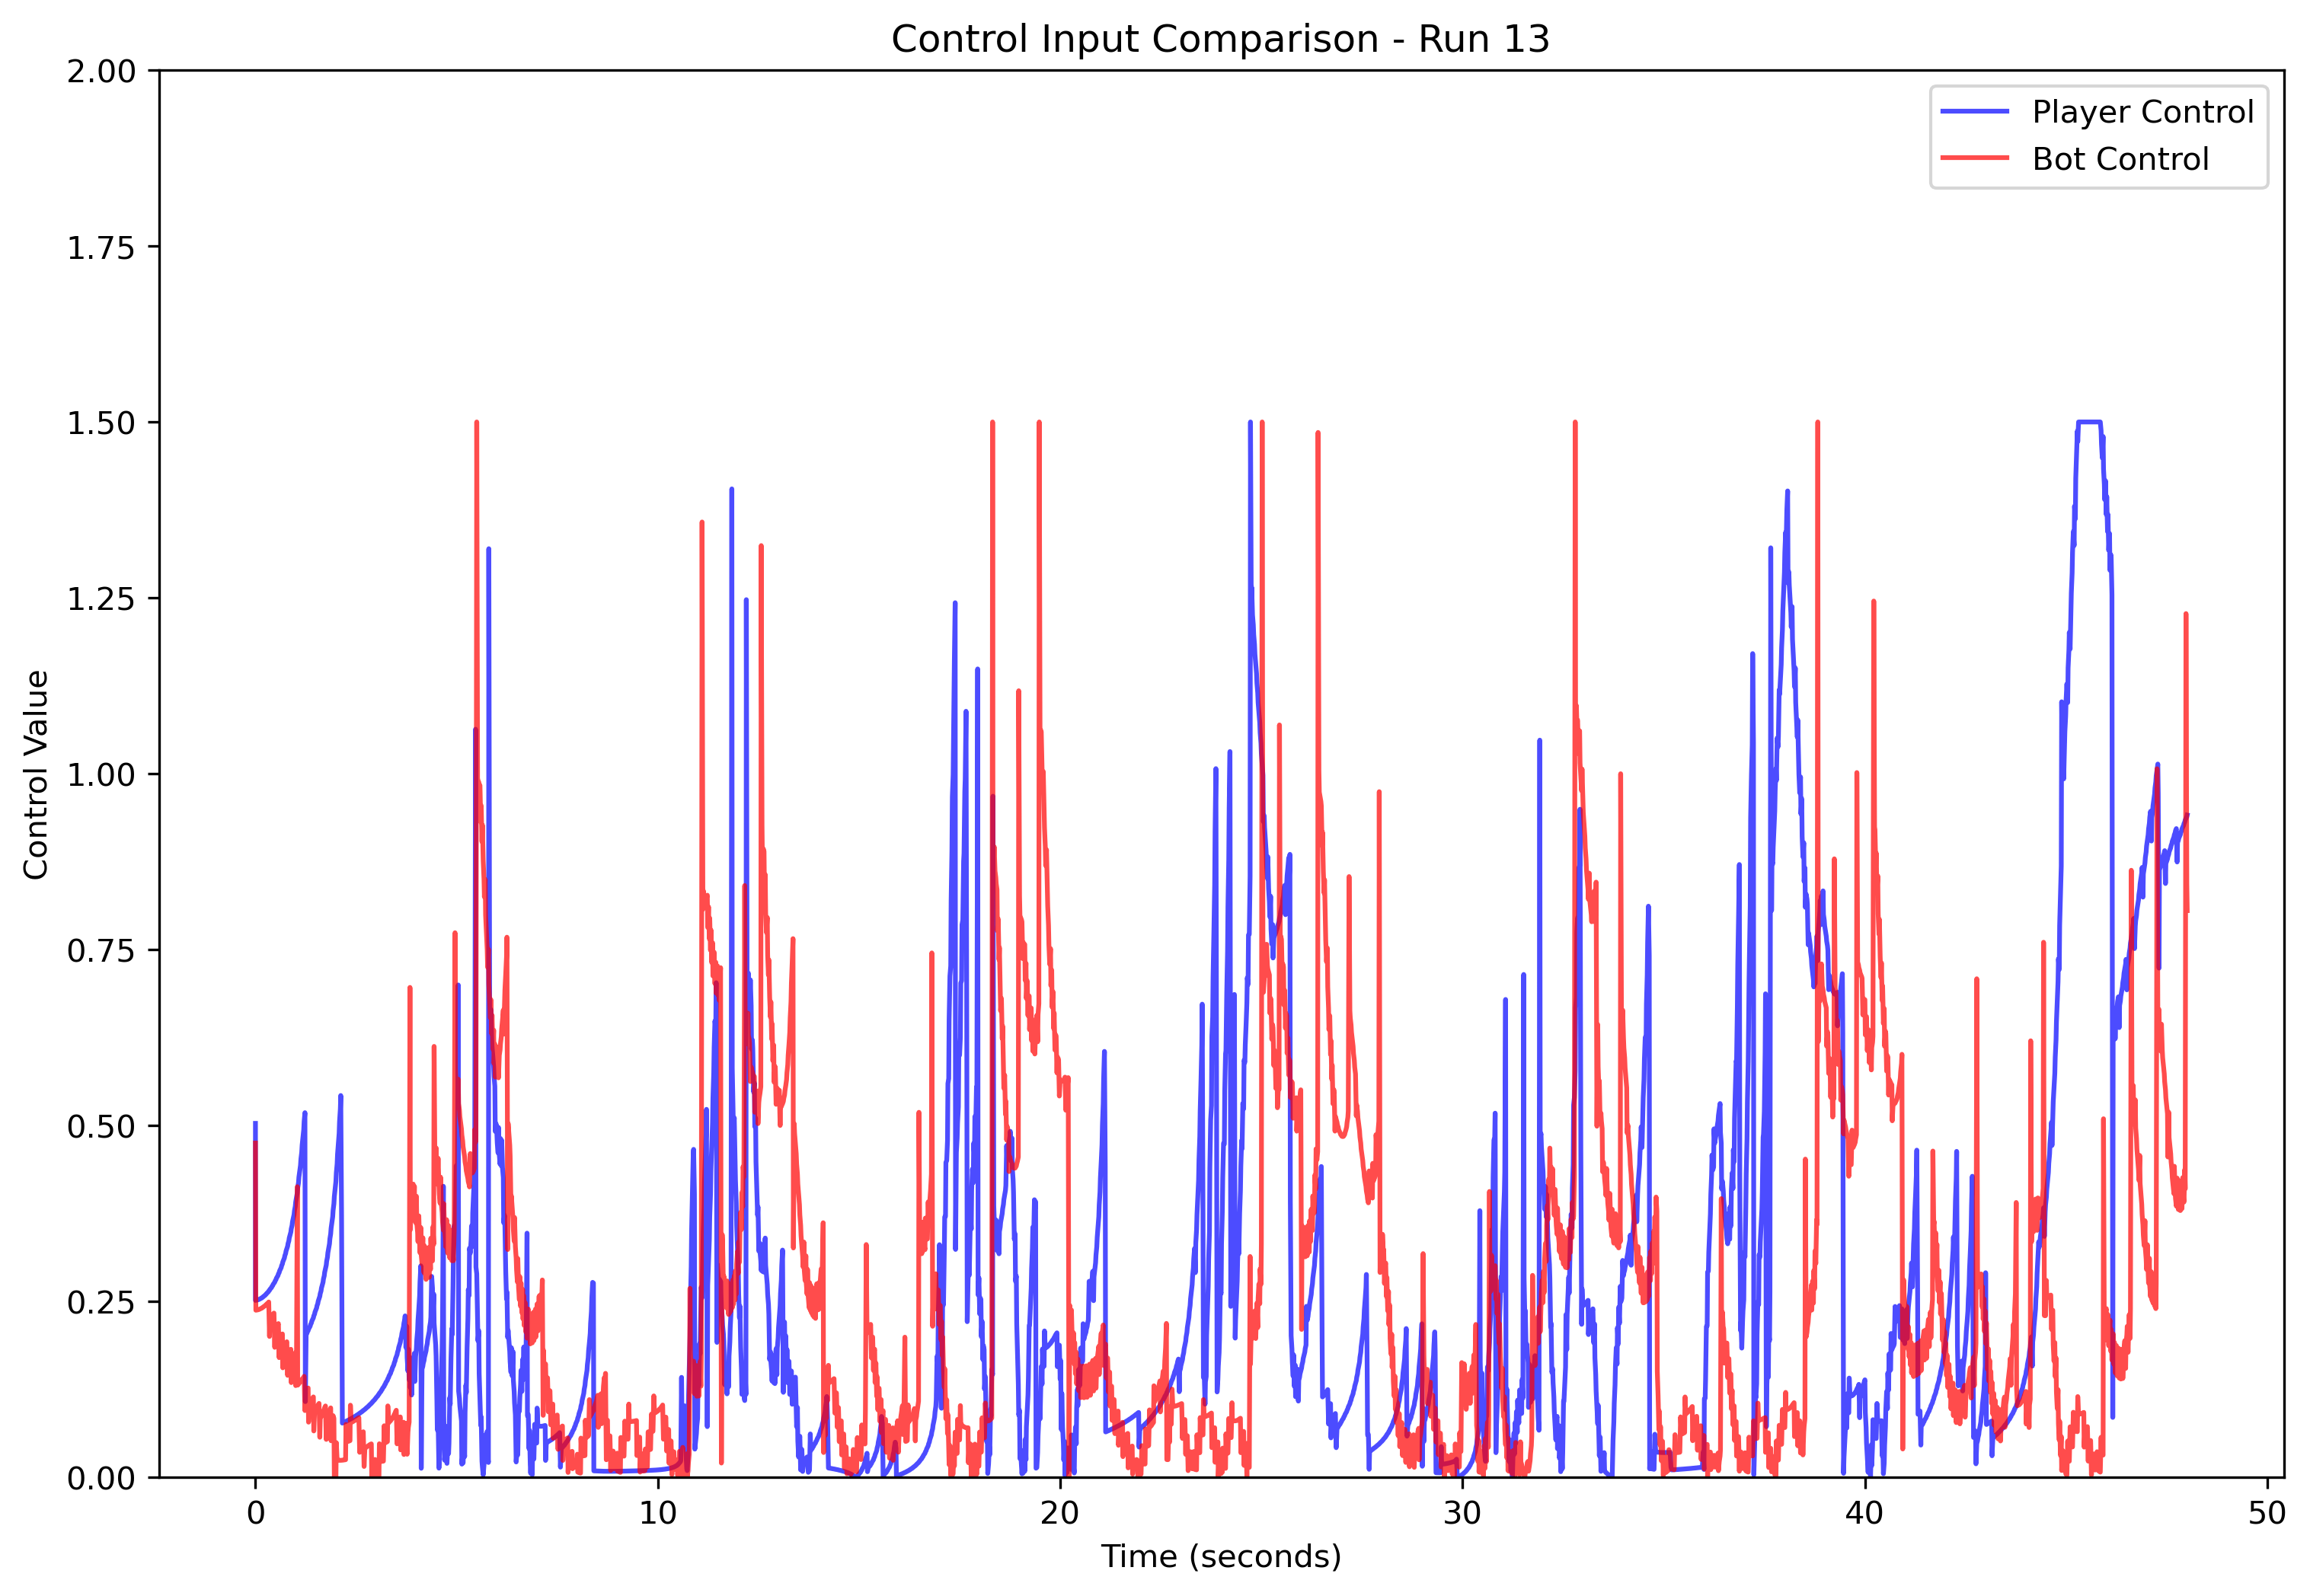 Control Input Comparison - Run 13
2.00
1.75
1.50
1.25
1.00
0.75
0.50
0.25
0.00
Control Value
Player Control
Bot Control
0 10 20 30 40 50
Time (seconds)